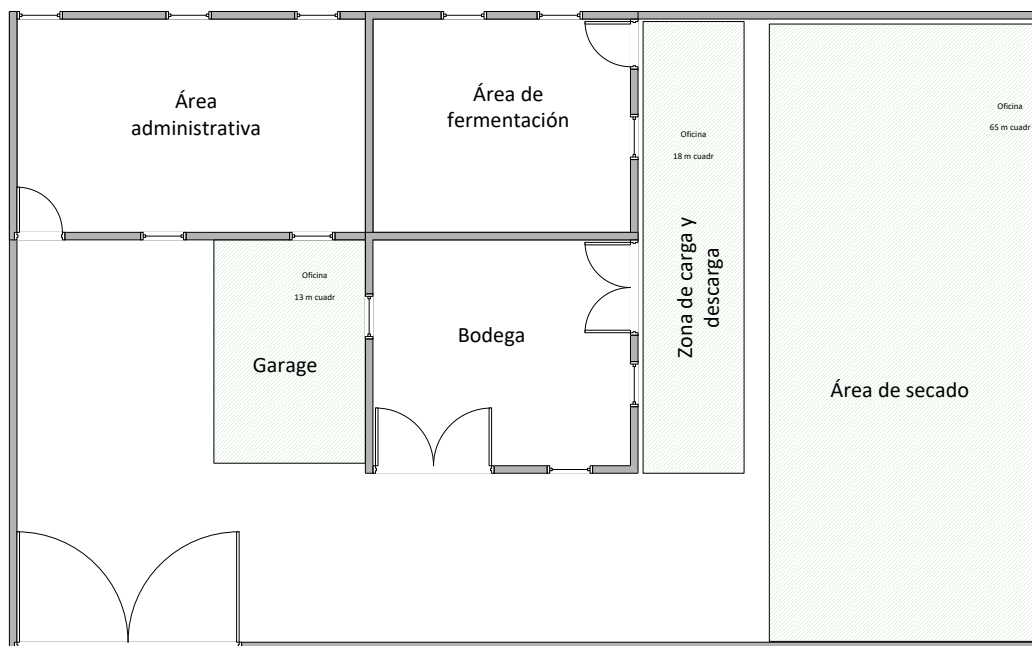 Área
administrativa
Área de
fermentación
Oficina
18 m cuadr
Oficina
65 m cuadr
Zona de carga y
descarga
Oficina
13 m cuadr
Garage
Bodega
Área de secado